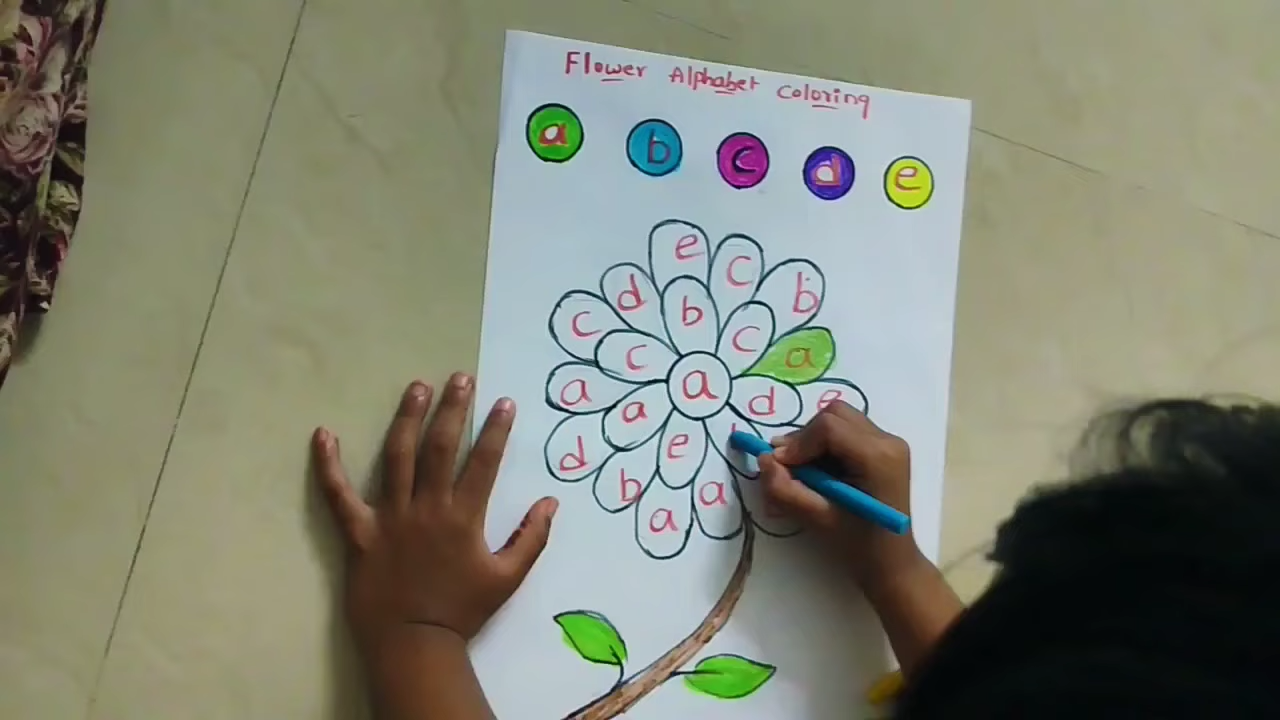 Flower Alphabet Coloring
a b c d e
e
c
d b b
c c
c a
a a d e
a
d e
b a
a